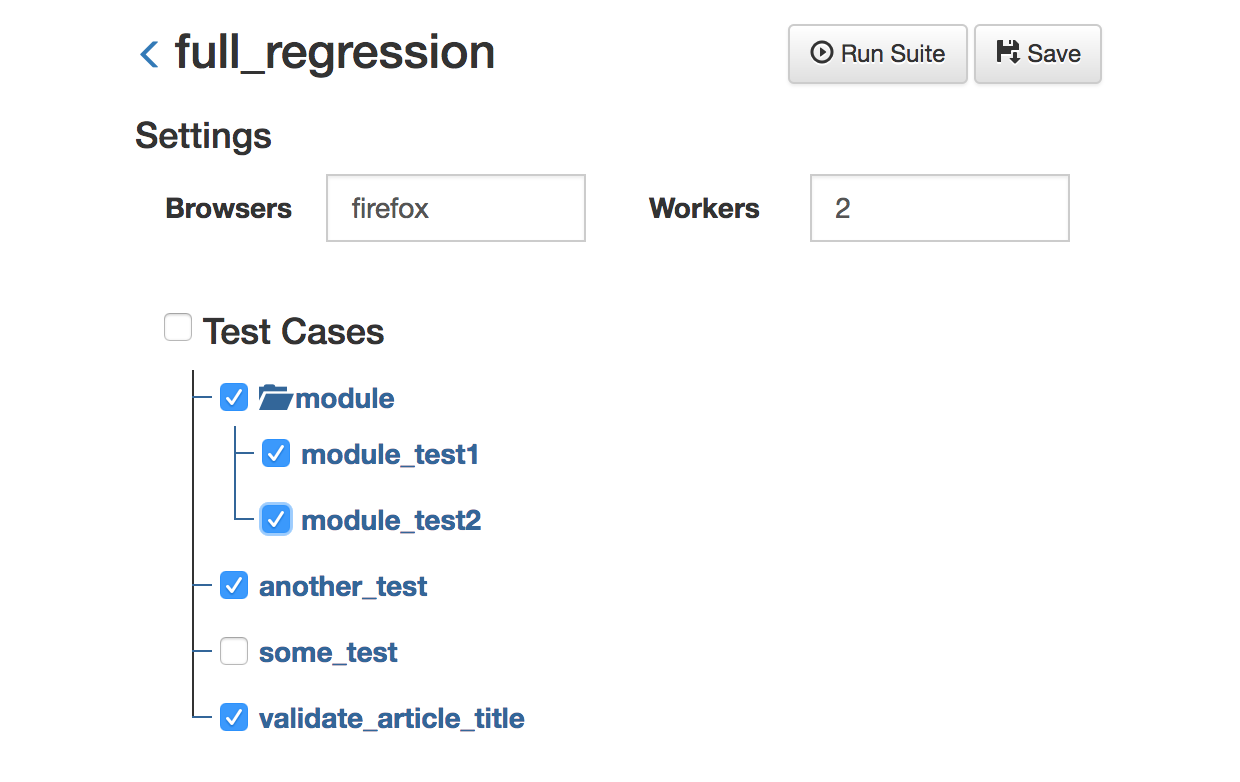 full_regression
Run Suite
Save
Settings
Browsers
firefox
Workers
2
Test Cases
module
module_test1
module_test2
another_test
some_test
validate_article_title